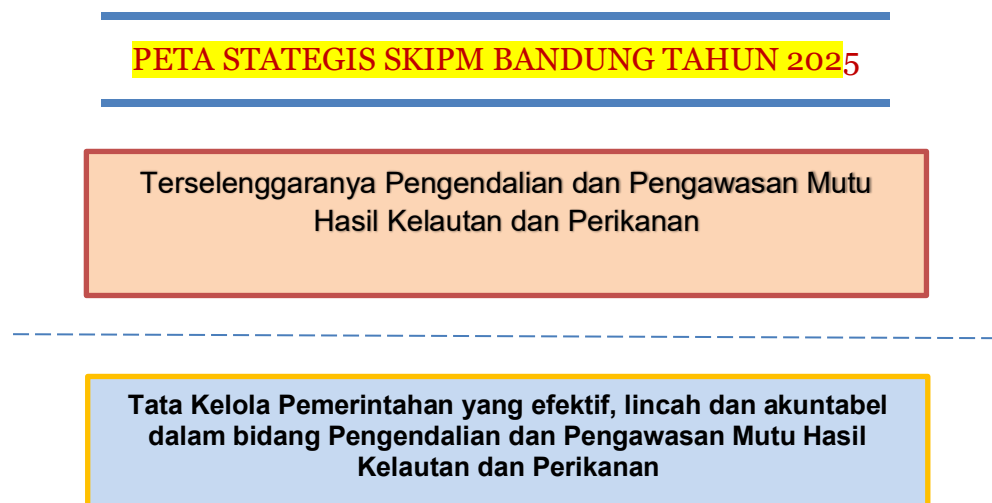 PETA STATEGIS SKIPM BANDUNG TAHUN 2025
Terselenggaranya Pengendalian dan Pengawasan Mutu
Hasil Kelautan dan Perikanan
Tata Kelola Pemerintahan yang efektif, lincah dan akuntabel
dalam bidang Pengendalian dan Pengawasan Mutu Hasil
Kelautan dan Perikanan